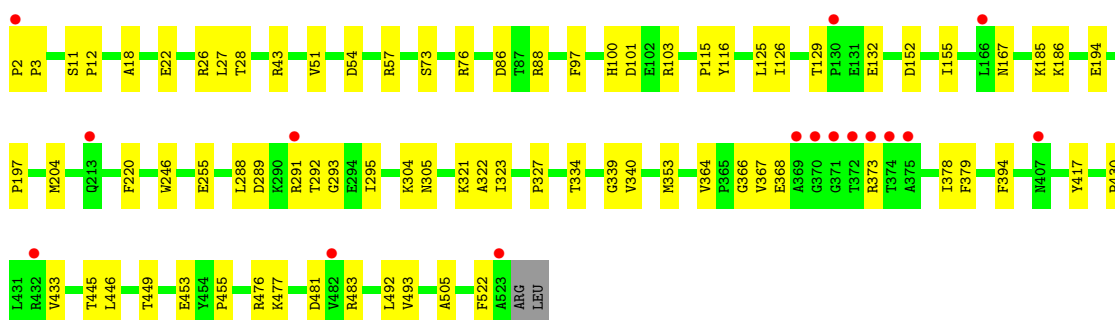 P2 P3 S11 P12 A18 E22 R26 L27 T28 R43 V51 D54 R57 S73 R76 D86 T87 R88 F97 H100 D101 E102 R103 P115 Y116 L125 I126 T129 P130 E131 E132 D152 I155 L166 N167 K185 K186 E194
P197 M204 Q213 F220 W246 E255 L288 D289 K290 R291 T292 G293 E294 I295 K304 N305 K321 A322 I323 P327 T334 G339 V340 M353 V364 P365 G366 V367 E368 A369 G370 G371 T372 R373 T374 A375 I378 F379 F394 N407 Y417
L431 R432 V433 T445 L446 T449 E453 Y454 P455 R476 K477 D481 V482 R483 L492 V493 A505 F522 A523 ARG LEU